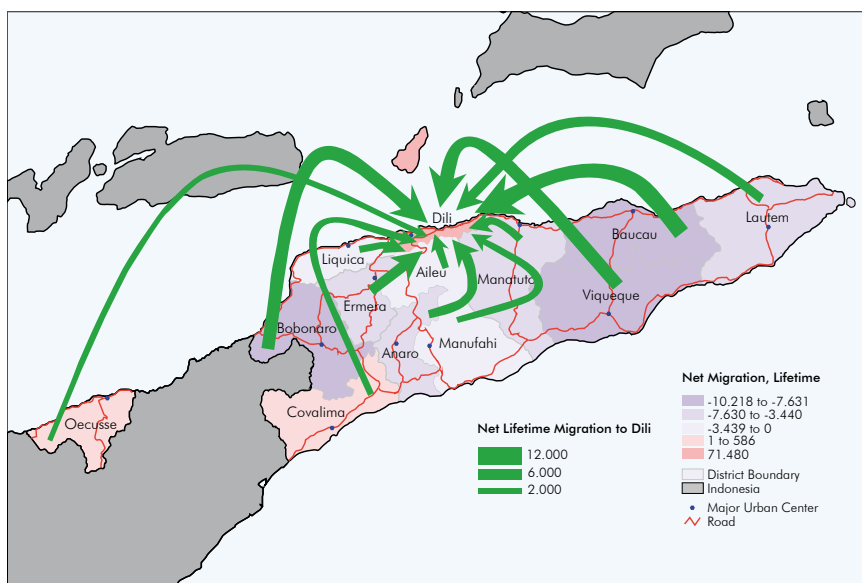 Dili
Lautem
Baucau
Liquica
Aileu
Manatuto
Viqueque
Ermera
Bobonaro
Manufahi
Anaro
Covalima
Oecusse
Net Lifetime Migration to Dili
12.000
6.000
2.000
Net Migration, Lifetime
-10.218 to -7.631
-7.630 to -3.440
-3.439 to 0
1 to 586
71.480
District Boundary
Indonesia
Major Urban Center
Road